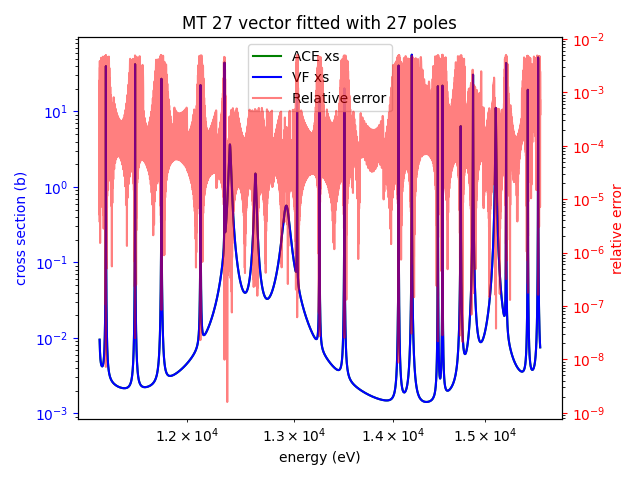 MT 27 vector fitted with 27 poles
ACE xs
VF xs
Relative error
cross section (b)
10¹
10⁰
10⁻¹
10⁻²
10⁻³
relative error
10⁻²
10⁻³
10⁻⁴
10⁻⁵
10⁻⁶
10⁻⁷
10⁻⁸
10⁻⁹
1.2 × 10⁴ 1.3 × 10⁴ 1.4 × 10⁴ 1.5 × 10⁴
energy (eV)